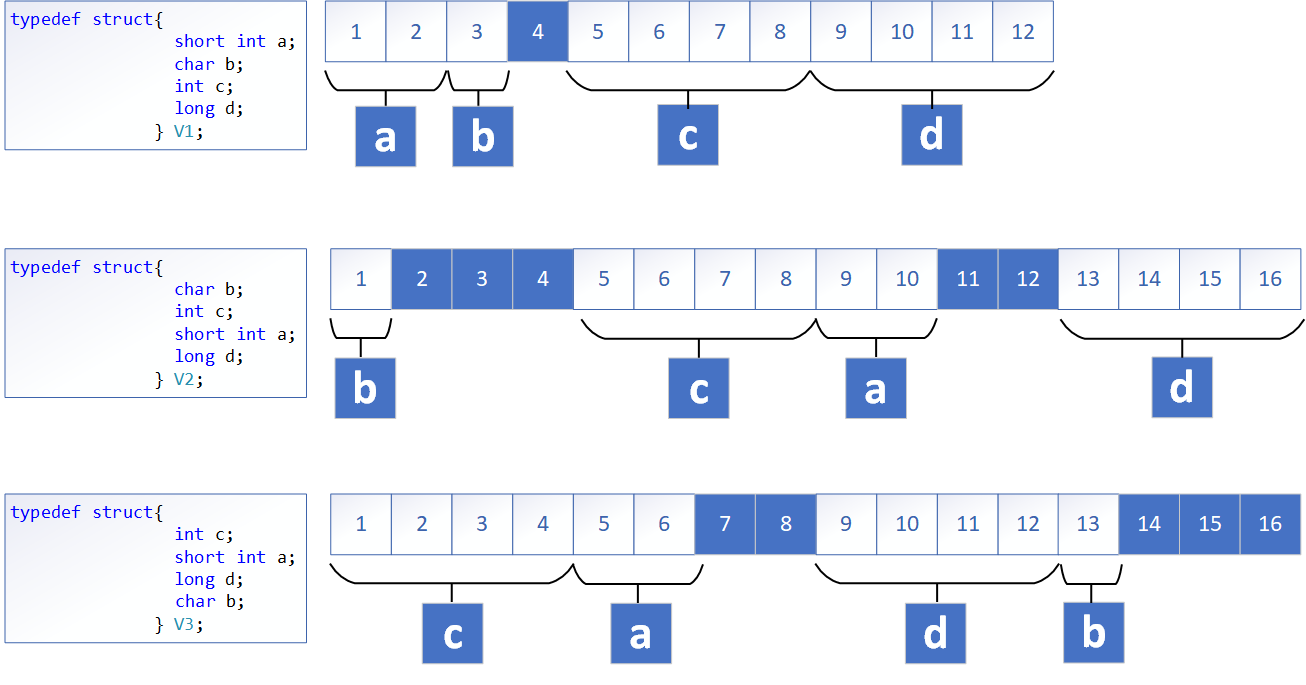 typedef struct{
short int a;
char b;
int c;
long d;
} V1;
1 2 3 4 5 6 7 8 9 10 11 12
a b c d
typedef struct{
char b;
int c;
short int a;
long d;
} V2;
1 2 3 4 5 6 7 8 9 10 11 12 13 14 15 16
b c a d
typedef struct{
int c;
short int a;
long d;
char b;
} V3;
1 2 3 4 5 6 7 8 9 10 11 12 13 14 15 16
c a d b